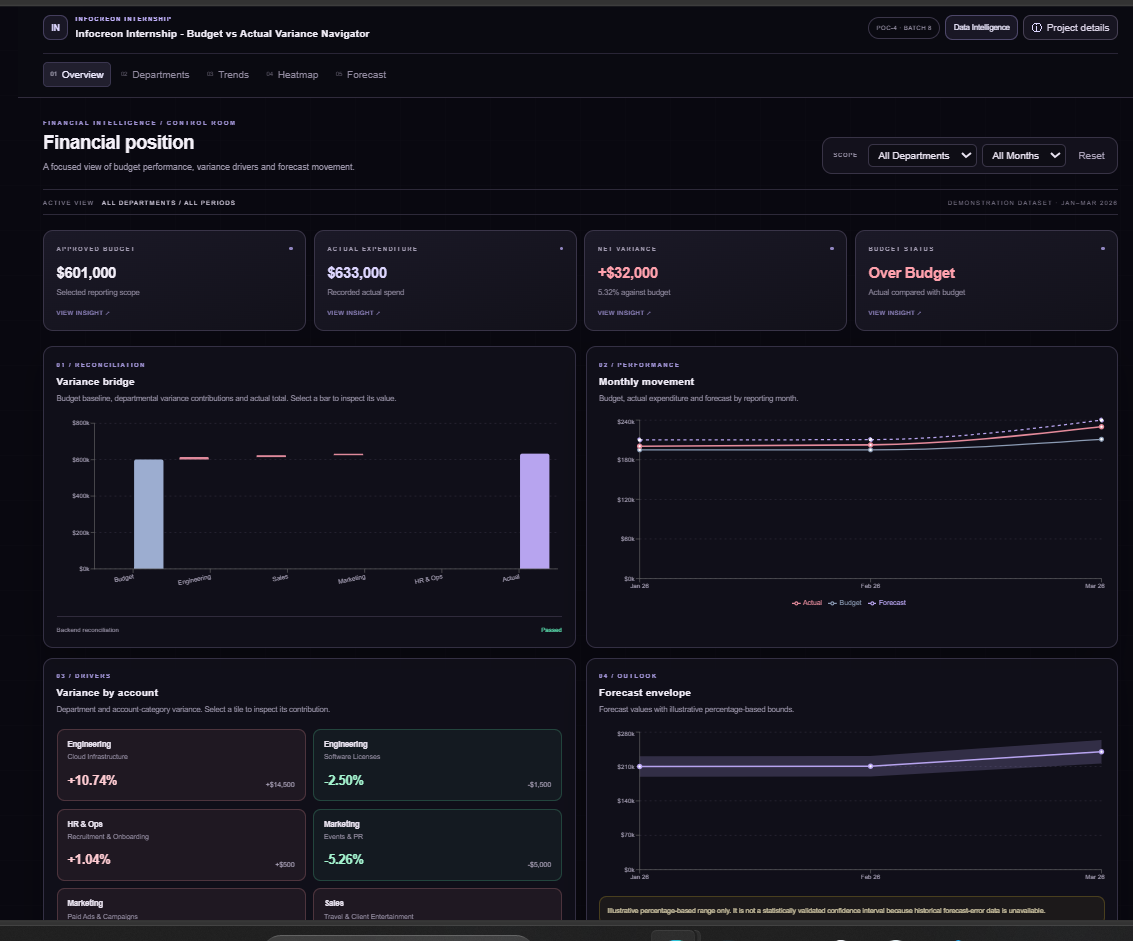 IN
INFOCREON INTERNSHIP
Infocreon Internship - Budget vs Actual Variance Navigator
POC-4 · BATCH 8
Data Intelligence
Project details
01 Overview
02 Departments
03 Trends
04 Heatmap
05 Forecast
FINANCIAL INTELLIGENCE / CONTROL ROOM
Financial position
A focused view of budget performance, variance drivers and forecast movement.
SCOPE
All Departments
All Months
Reset
ACTIVE VIEW ALL DEPARTMENTS / ALL PERIODS
DEMONSTRATION DATASET · JAN–MAR 2026
APPROVED BUDGET
$601,000
Selected reporting scope
VIEW INSIGHT ↗
ACTUAL EXPENDITURE
$633,000
Recorded actual spend
VIEW INSIGHT ↗
NET VARIANCE
+$32,000
5.32% against budget
VIEW INSIGHT ↗
BUDGET STATUS
Over Budget
Actual compared with budget
VIEW INSIGHT ↗
01 / RECONCILIATION
Variance bridge
Budget baseline, departmental variance contributions and actual total. Select a bar to inspect its value.
$800k
$600k
$400k
$200k
$0k
Budget
Engineering
Sales
Marketing
HR & Ops
Actual
Backend reconciliation
Passed
02 / PERFORMANCE
Monthly movement
Budget, actual expenditure and forecast by reporting month.
$240k
$180k
$120k
$60k
$0k
Jan 26
Feb 26
Mar 26
Actual
Budget
Forecast
03 / DRIVERS
Variance by account
Department and account-category variance. Select a tile to inspect its contribution.
Engineering
Cloud Infrastructure
+10.74%
+$14,500
Engineering
Software Licenses
-2.50%
-$1,500
HR & Ops
Recruitment & Onboarding
+1.04%
+$500
Marketing
Events & PR
-5.26%
-$5,000
Marketing
Paid Ads & Campaigns
Sales
Travel & Client Entertainment
04 / OUTLOOK
Forecast envelope
Forecast values with illustrative percentage-based bounds.
$280k
$210k
$140k
$70k
$0k
Jan 26
Feb 26
Mar 26
Illustrative percentage-based range only. It is not a statistically validated confidence interval because historical forecast-error data is unavailable.